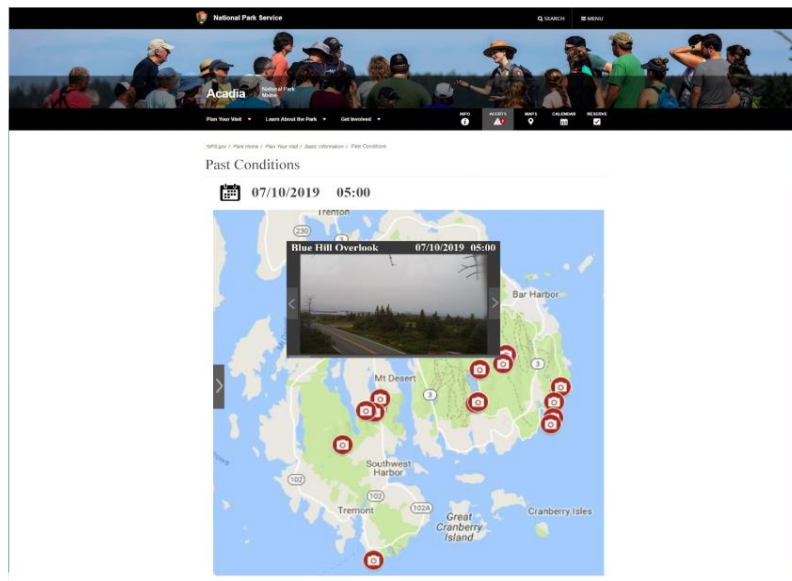 National Park Service
SEARCH
MENU
Acadia
National Park
Maine
Plan Your Visit
Learn About the Park
Get Involved
INFO
ALERTS
MAPS
CALENDAR
RESERVE
NPS.gov / Park Home / Plan Your Visit / Basic Information / Past Conditions
Past Conditions
07/10/2019 05:00
Trenton
230
3
Blue Hill Overlook 07/10/2019 05:00
Bar Harbor
3
Mt Desert
3
Southwest
Harbor
102
102
Tremont
102A
Great
Cranberry
Island
Cranberry Isles